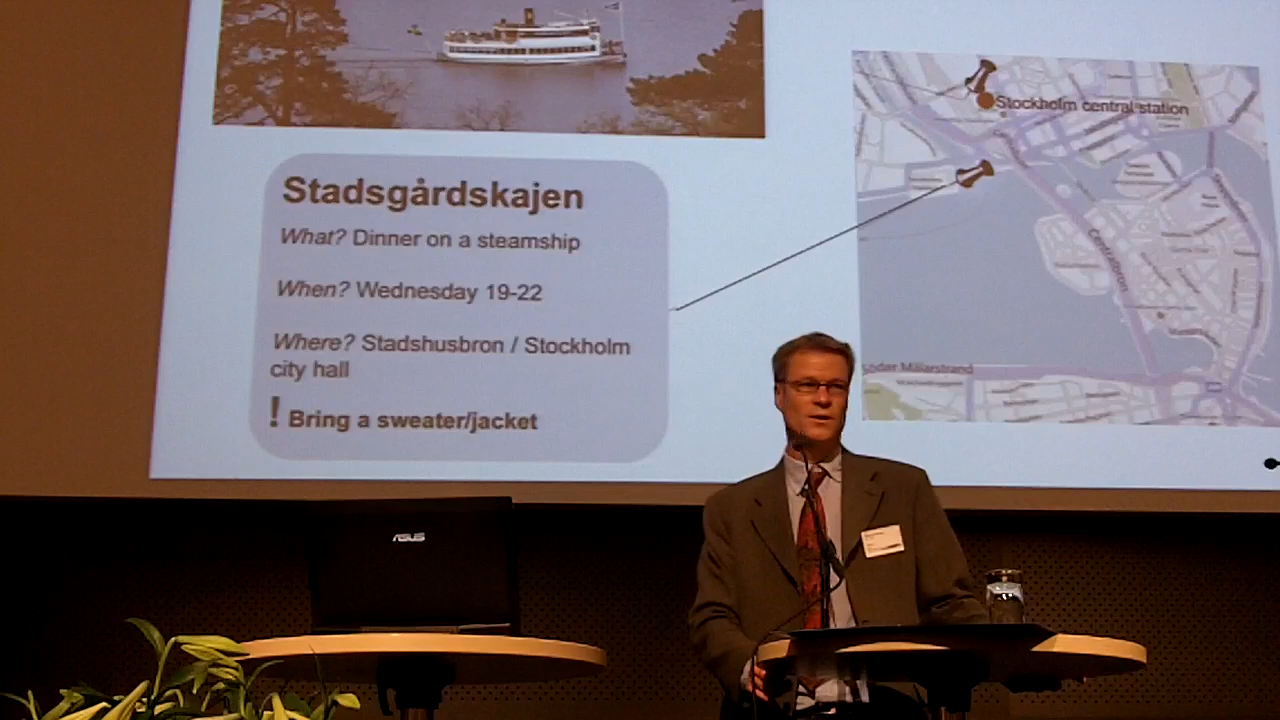 Stadsgårdskajen
What? Dinner on a steamship
When? Wednesday 19-22
Where? Stadshusbron / Stockholm
city hall
! Bring a sweater/jacket
Stockholm central station
Centralbron
Söder Mälarstrand
ASUS